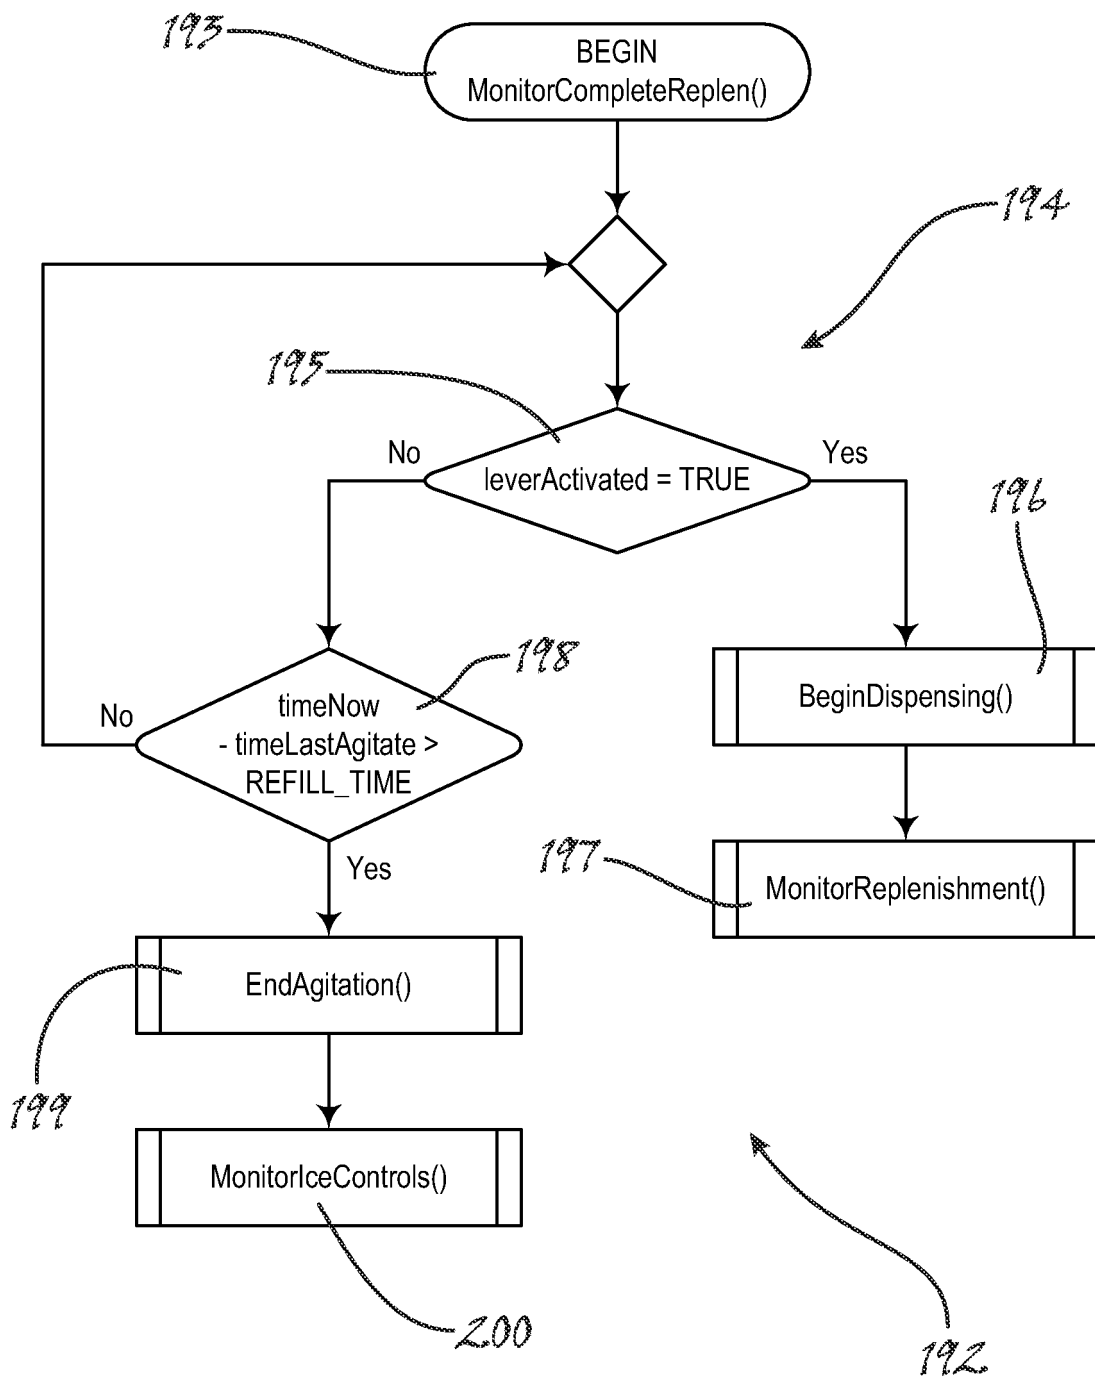 193
BEGIN
MonitorCompleteReplen()
194
195
No
leverActivated = TRUE
Yes
196
198
timeNow
- timeLastAgitate >
REFILL_TIME
No
BeginDispensing()
Yes
197
MonitorReplenishment()
EndAgitation()
199
MonitorIceControls()
200
192